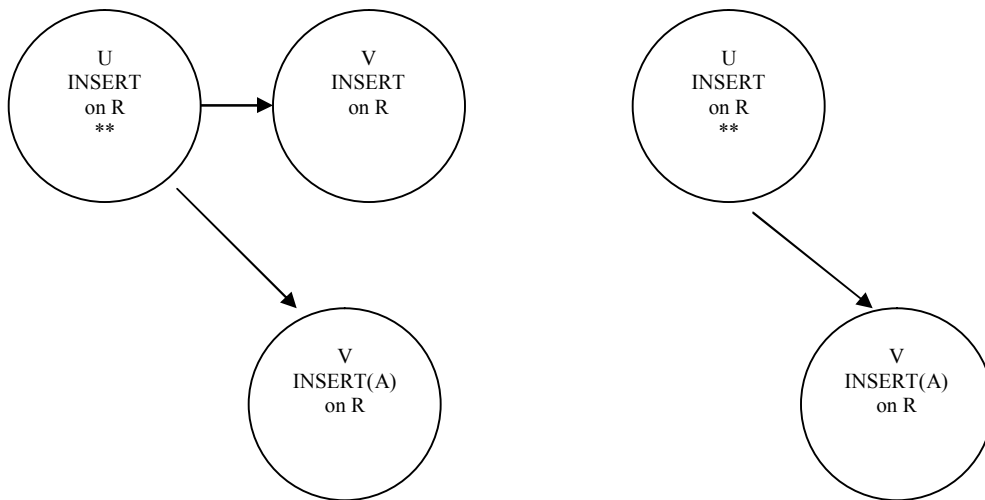 U
INSERT
on R
**
V
INSERT
on R
U
INSERT
on R
**
V
INSERT(A)
on R
V
INSERT(A)
on R